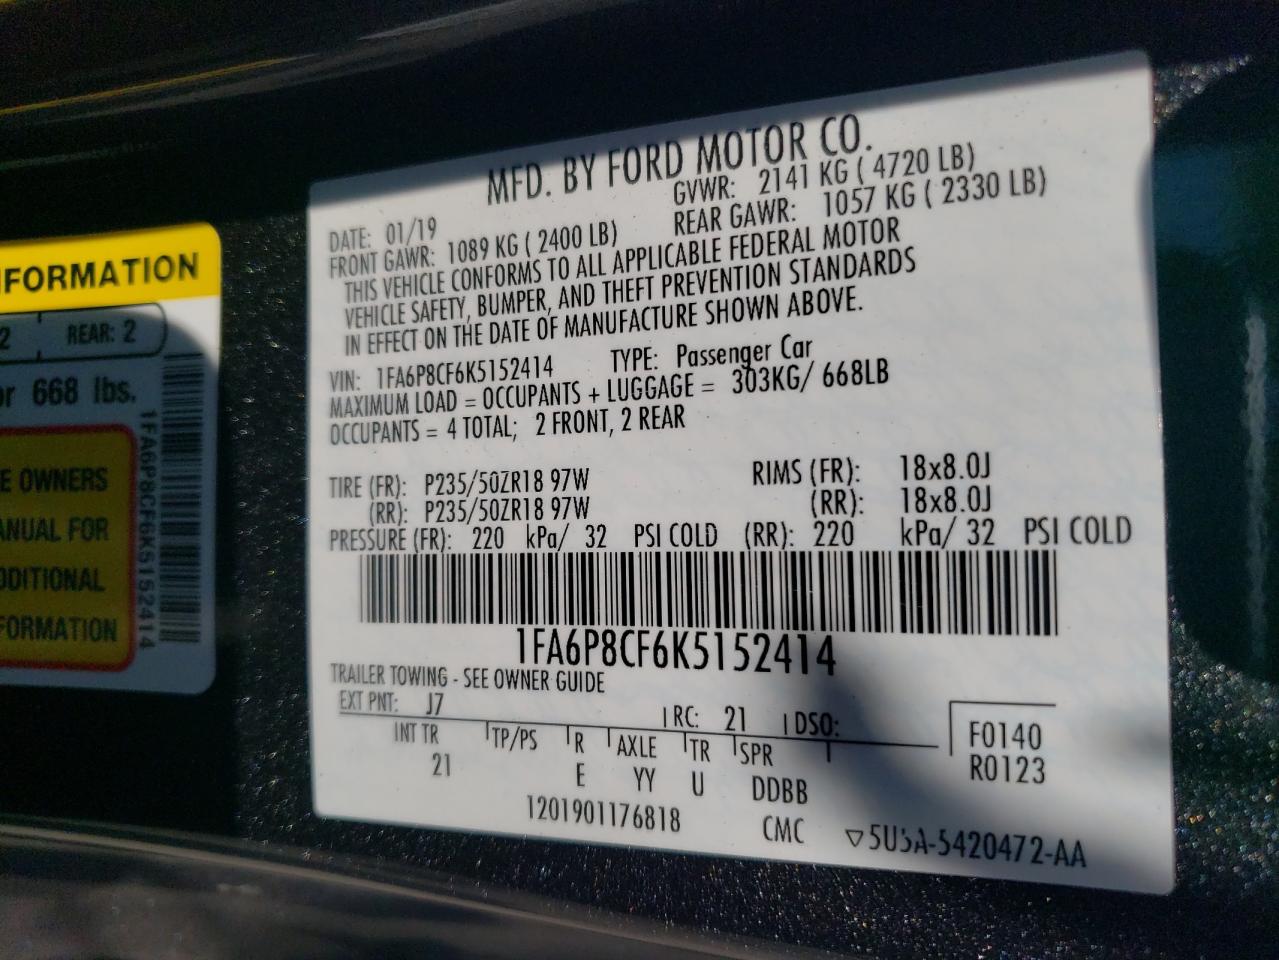 MFD. BY FORD MOTOR CO.
DATE: 01/19 GVWR: 2141 KG ( 4720 LB)
FRONT GAWR: 1089 KG ( 2400 LB) REAR GAWR: 1057 KG ( 2330 LB)
THIS VEHICLE CONFORMS TO ALL APPLICABLE FEDERAL MOTOR
VEHICLE SAFETY, BUMPER, AND THEFT PREVENTION STANDARDS
IN EFFECT ON THE DATE OF MANUFACTURE SHOWN ABOVE.
VIN: 1FA6P8CF6K5152414 TYPE: Passenger Car
MAXIMUM LOAD = OCCUPANTS + LUGGAGE = 303KG/ 668LB
OCCUPANTS = 4 TOTAL; 2 FRONT, 2 REAR
TIRE (FR): P235/50ZR18 97W RIMS (FR): 18x8.0J
(RR): P235/50ZR18 97W (RR): 18x8.0J
PRESSURE (FR): 220 kPa/ 32 PSI COLD (RR): 220 kPa/ 32 PSI COLD
1FA6P8CF6K5152414
TRAILER TOWING - SEE OWNER GUIDE
EXT PNT: J7 RC: 21 DSO:
INT TR TP/PS R AXLE TR SPR
21 E YY U DDBB
F0140
R0123
1201901176818 CMC ▽5U5A-5420472-AA
NFORMATION
2 REAR: 2
or 668 lbs.
E OWNERS
ANUAL FOR
DDITIONAL
FORMATION
1FA6P8CF6K5152414